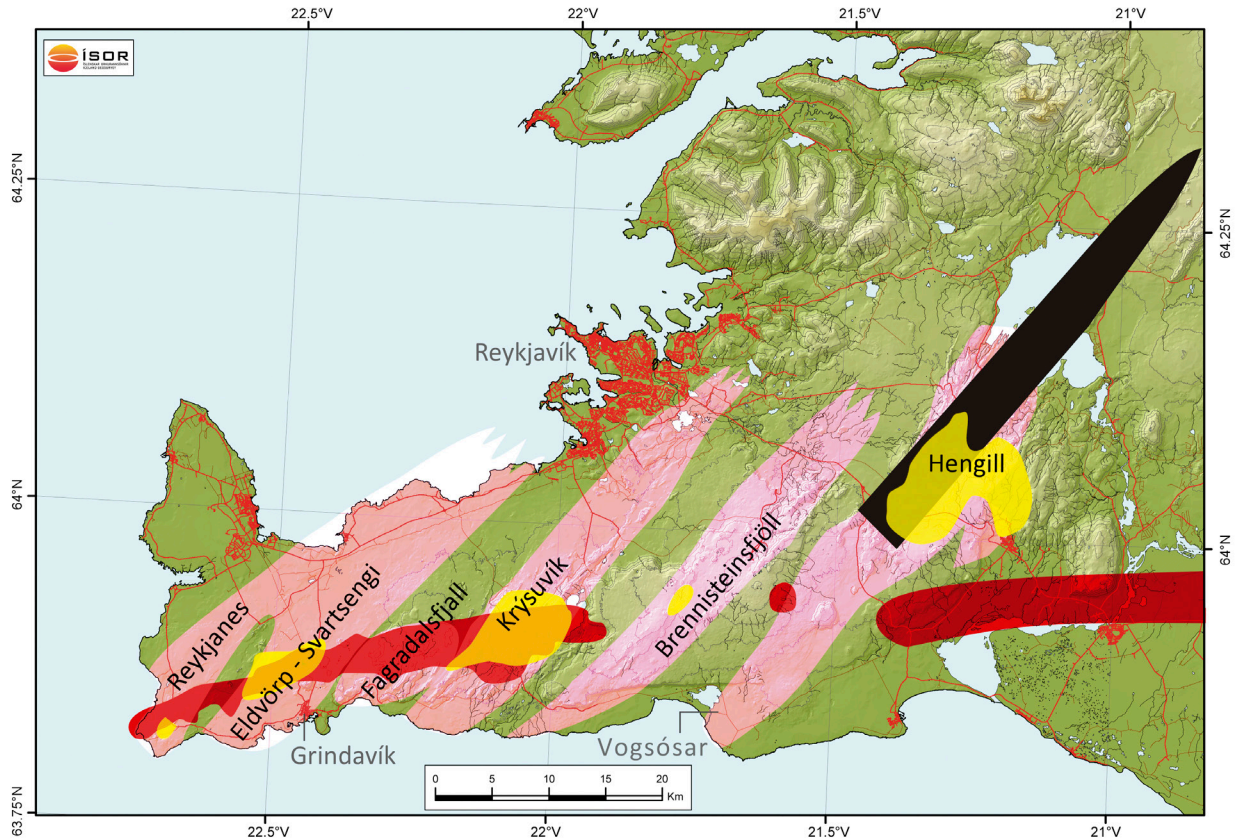 22.5°V
22°V
21.5°V
21°V
ÍSOR
64.25°N
64.25°N
Reykjavík
Hengill
64°N
64°N
Reykjanes
Eldvörp - Svartsengi
Fagradalsfjall
Krýsuvík
Brennisteinsfjöll
Grindavík
Vogsósar
0 5 10 15 20
Km
63.75°N
22.5°V
22°V
21.5°V
21°V